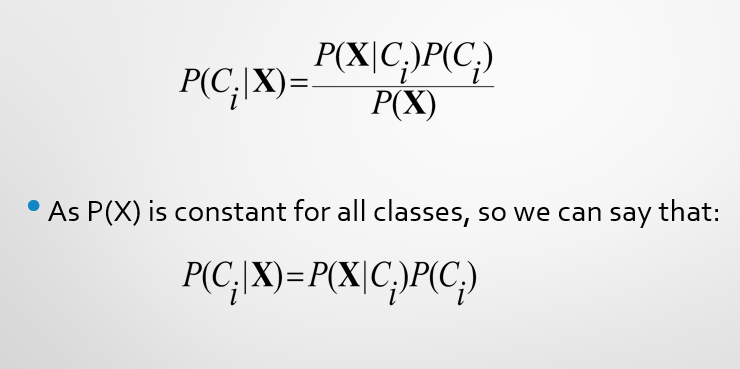 P(C_i|X)=P(X|C_i)P(C_i)/P(X)
• As P(X) is constant for all classes, so we can say that:
P(C_i|X)=P(X|C_i)P(C_i)